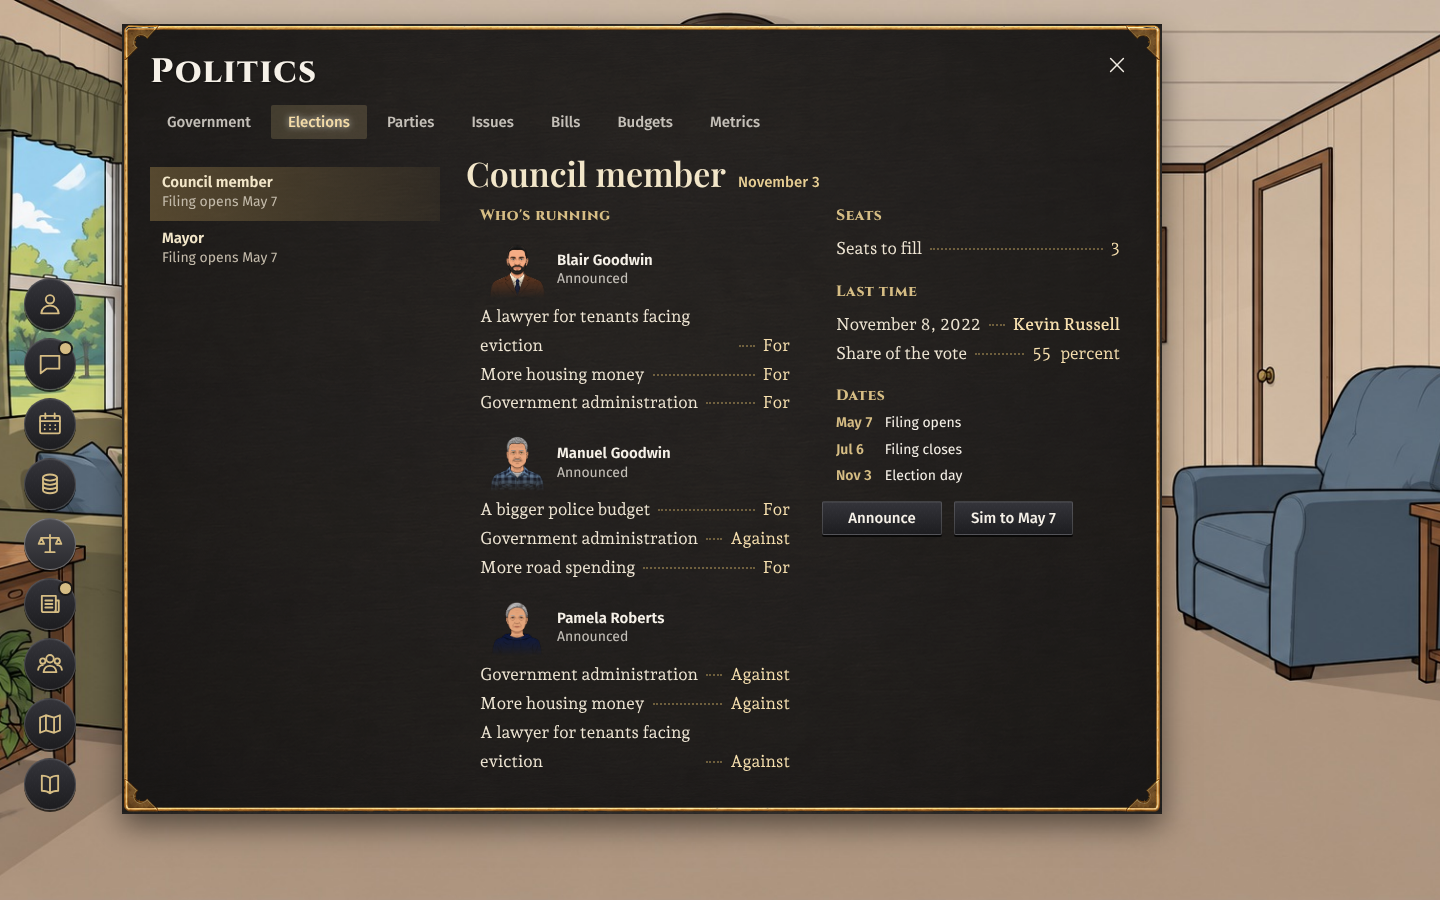 Politics
Government Elections Parties Issues Bills Budgets Metrics
Council member
Filing opens May 7
Mayor
Filing opens May 7
Council member November 3
Who's running
Blair Goodwin
Announced
A lawyer for tenants facing
eviction For
More housing money For
Government administration For
Manuel Goodwin
Announced
A bigger police budget For
Government administration Against
More road spending For
Pamela Roberts
Announced
Government administration Against
More housing money Against
A lawyer for tenants facing
eviction Against
Seats
Seats to fill 3
Last time
November 8, 2022 Kevin Russell
Share of the vote 55 percent
Dates
May 7 Filing opens
Jul 6 Filing closes
Nov 3 Election day
Announce Sim to May 7